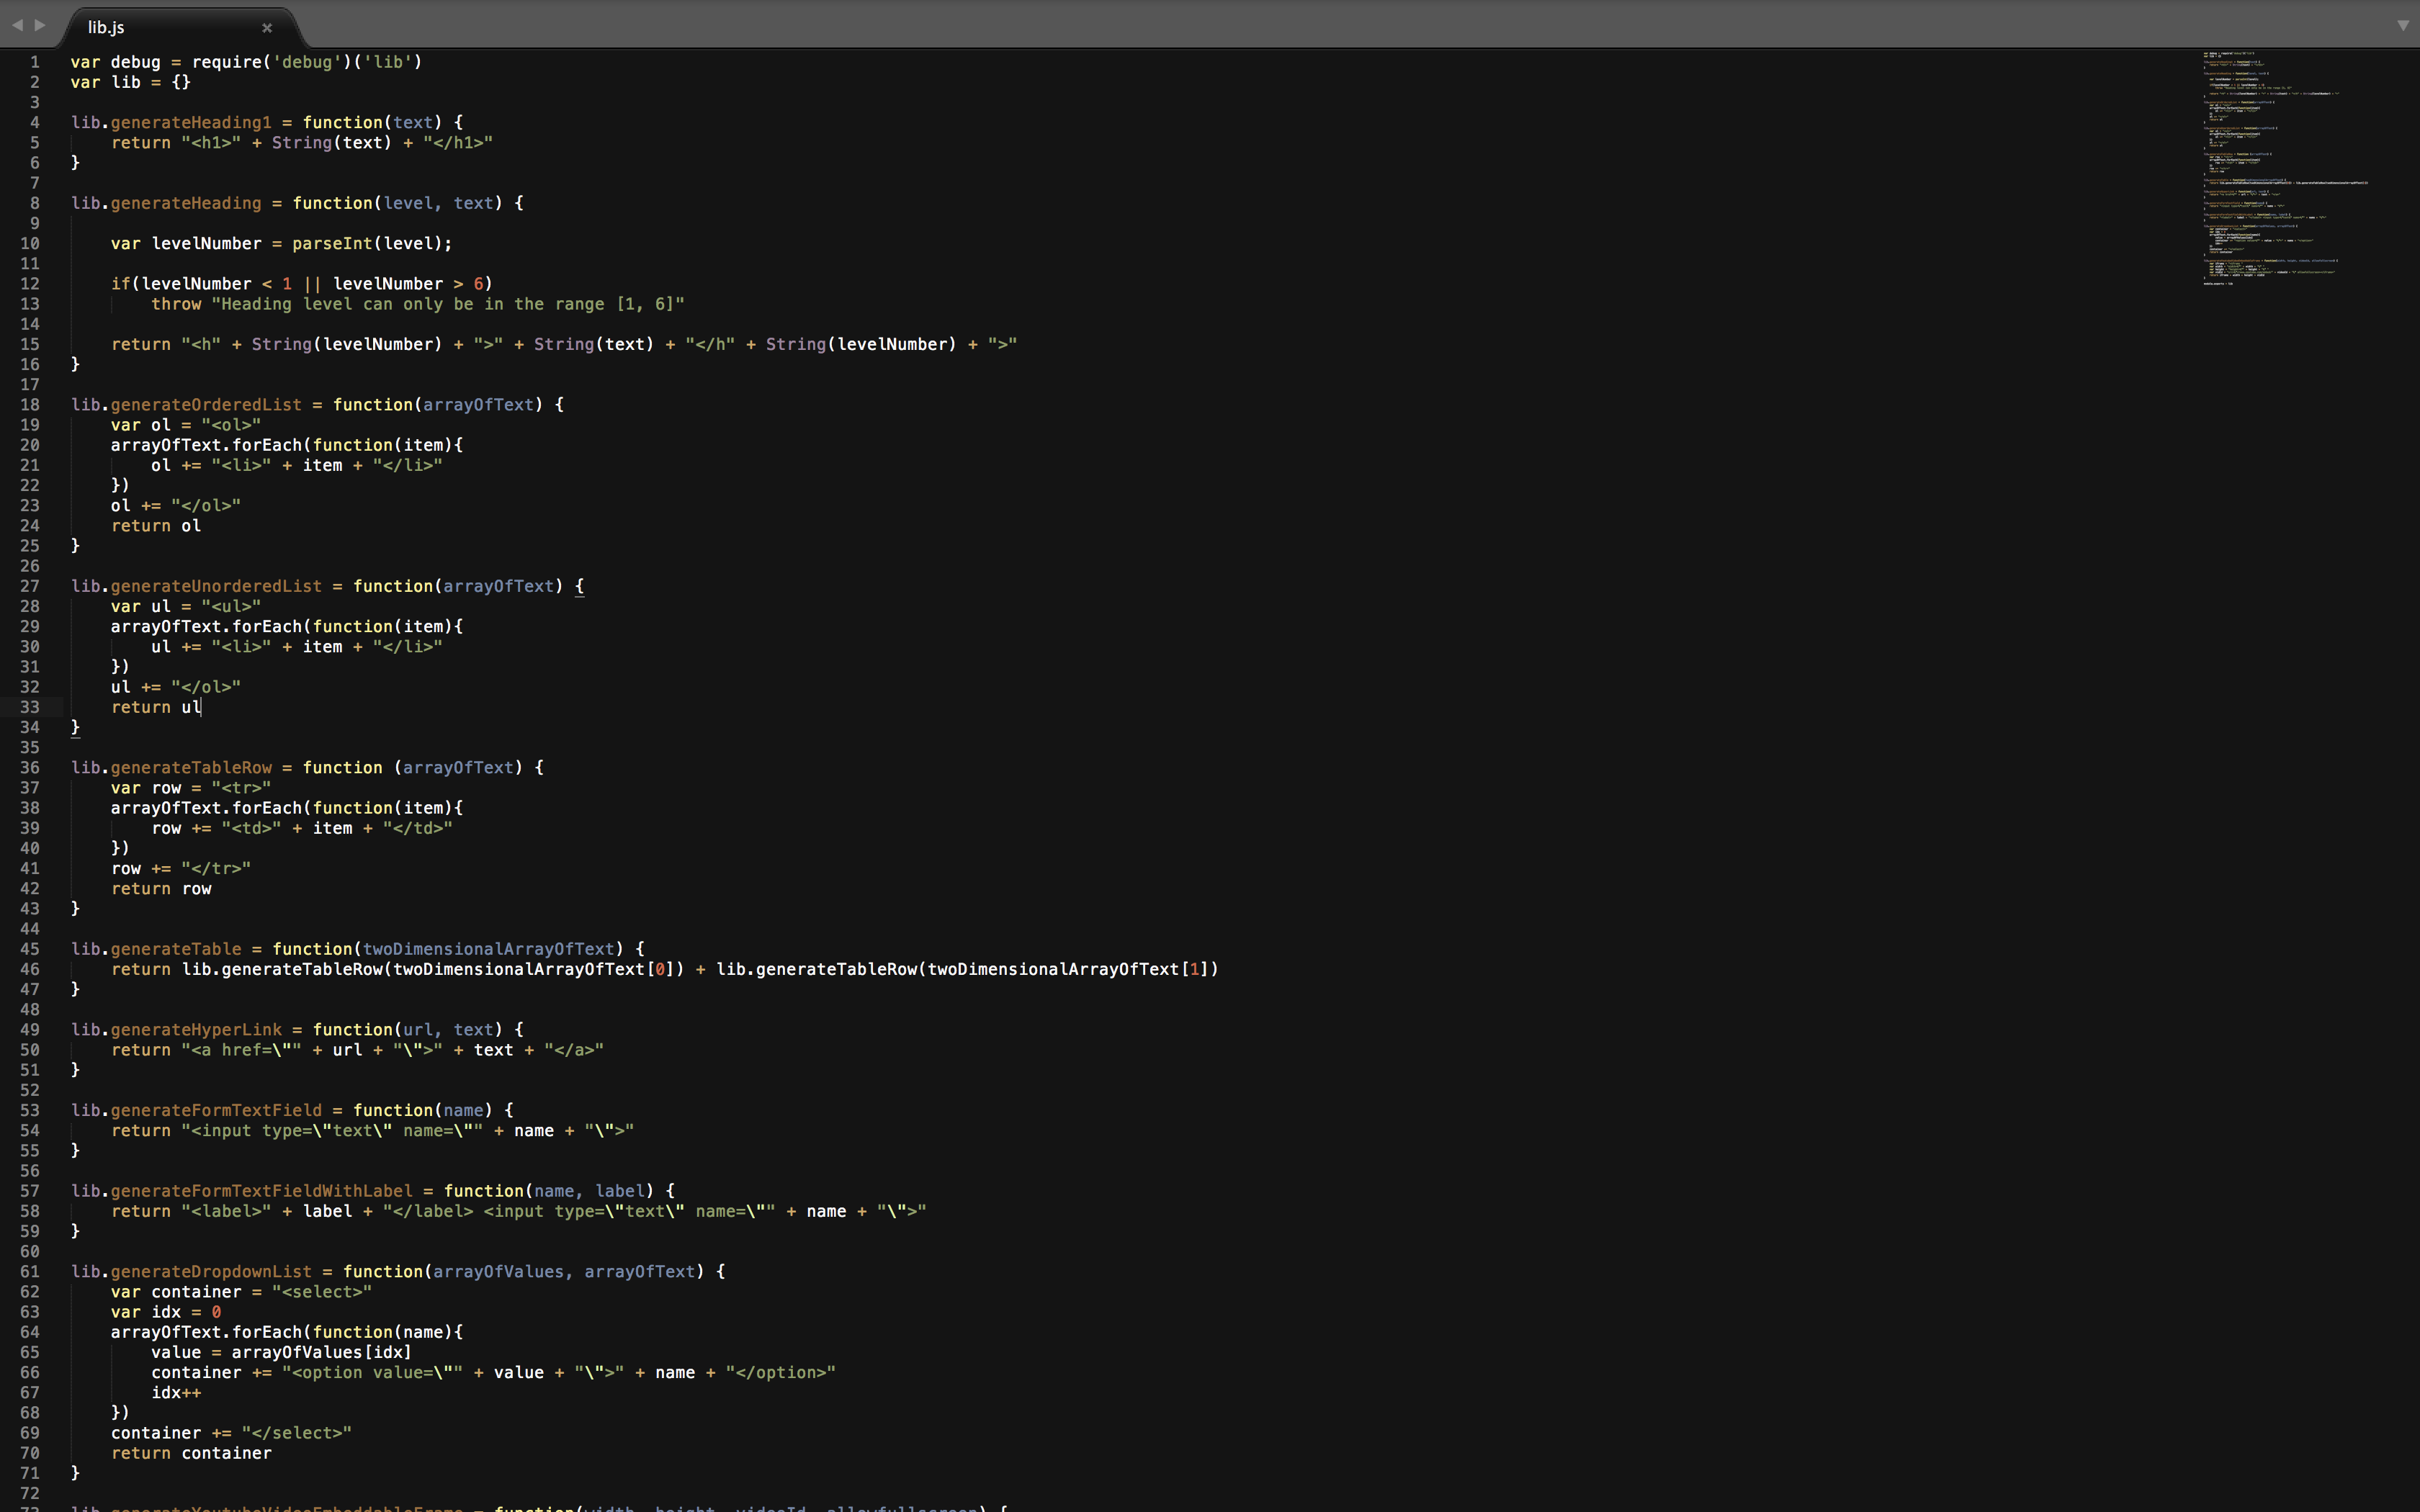 lib.js
1 var debug = require('debug')('lib')
2 var lib = {}
3
4 lib.generateHeading1 = function(text) {
5     return "<h1>" + String(text) + "</h1>"
6 }
7
8 lib.generateHeading = function(level, text) {
9
10     var levelNumber = parseInt(level);
11
12     if(levelNumber < 1 || levelNumber > 6)
13         throw "Heading level can only be in the range [1, 6]"
14
15     return "<h" + String(levelNumber) + ">" + String(text) + "</h" + String(levelNumber) + ">"
16 }
17
18 lib.generateOrderedList = function(arrayOfText) {
19     var ol = "<ol>"
20     arrayOfText.forEach(function(item){
21         ol += "<li>" + item + "</li>"
22     })
23     ol += "</ol>"
24     return ol
25 }
26
27 lib.generateUnorderedList = function(arrayOfText) {
28     var ul = "<ul>"
29     arrayOfText.forEach(function(item){
30         ul += "<li>" + item + "</li>"
31     })
32     ul += "</ol>"
33     return ul
34 }
35
36 lib.generateTableRow = function (arrayOfText) {
37     var row = "<tr>"
38     arrayOfText.forEach(function(item){
39         row += "<td>" + item + "</td>"
40     })
41     row += "</tr>"
42     return row
43 }
44
45 lib.generateTable = function(twoDimensionalArrayOfText) {
46     return lib.generateTableRow(twoDimensionalArrayOfText[0]) + lib.generateTableRow(twoDimensionalArrayOfText[1])
47 }
48
49 lib.generateHyperLink = function(url, text) {
50     return "<a href=\"" + url + "\">" + text + "</a>"
51 }
52
53 lib.generateFormTextField = function(name) {
54     return "<input type=\"text\" name=\"" + name + "\">"
55 }
56
57 lib.generateFormTextFieldWithLabel = function(name, label) {
58     return "<label>" + label + "</label> <input type=\"text\" name=\"" + name + "\">"
59 }
60
61 lib.generateDropdownList = function(arrayOfValues, arrayOfText) {
62     var container = "<select>"
63     var idx = 0
64     arrayOfText.forEach(function(name){
65         value = arrayOfValues[idx]
66         container += "<option value=\"" + value + "\">" + name + "</option>"
67         idx++
68     })
69     container += "</select>"
70     return container
71 }
72
73 lib.generateYoutubeVideoEmbeddableFrame = function(width, height, videoId, allowfullscreen) {